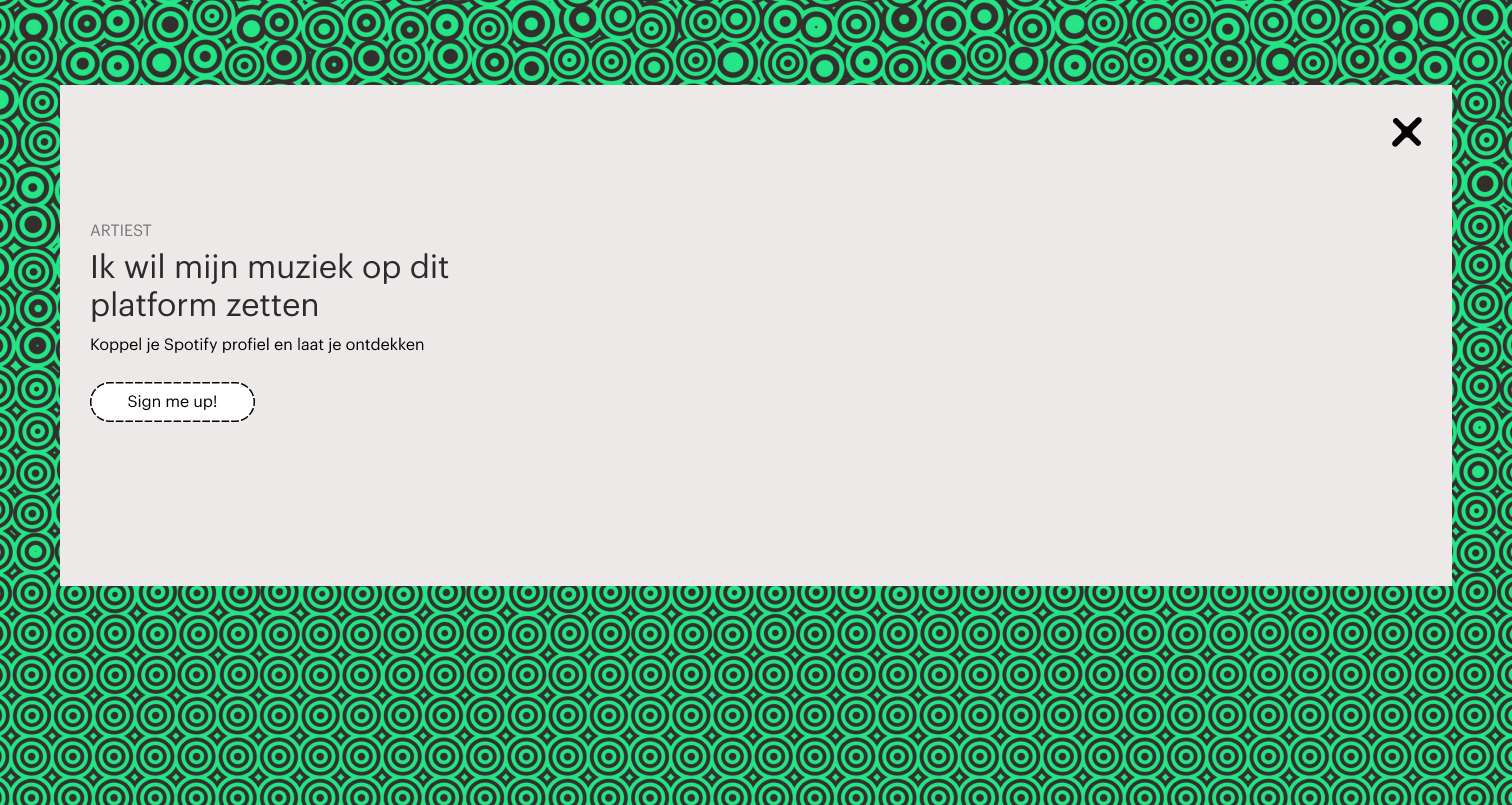 ARTIEST
Ik wil mijn muziek op dit
platform zetten
Koppel je Spotify profiel en laat je ontdekken
Sign me up!